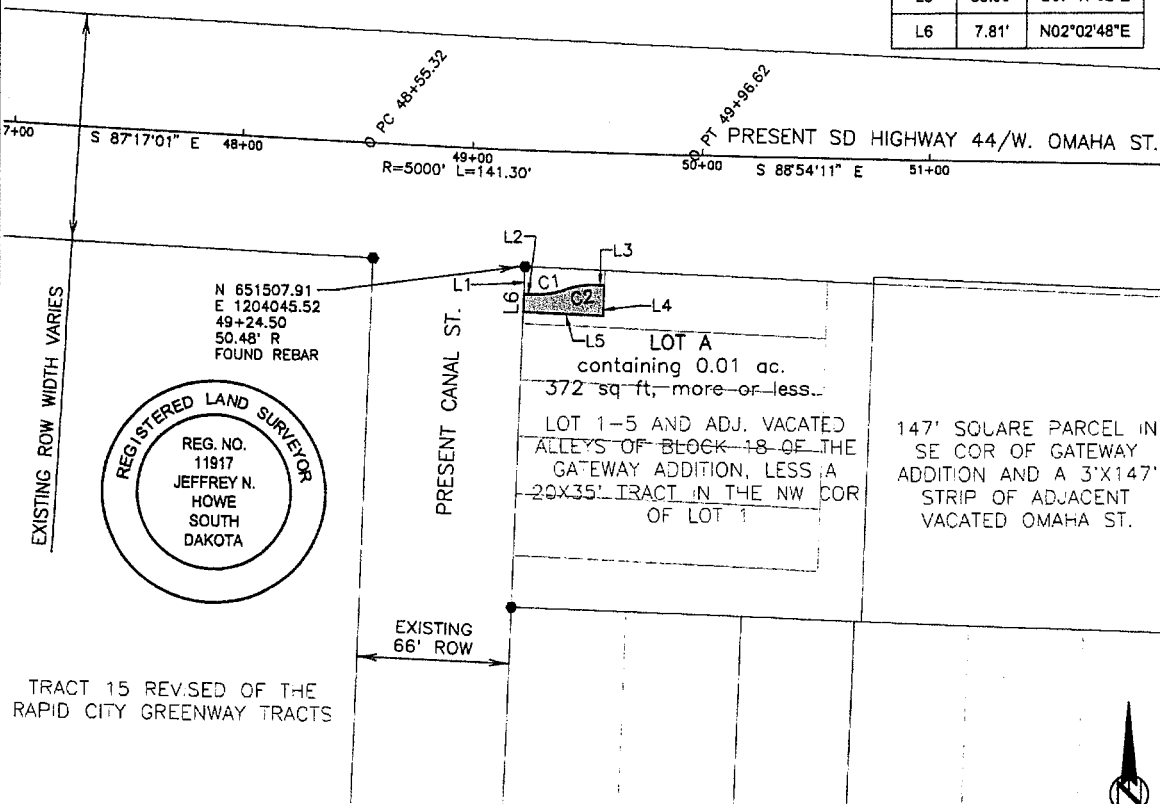 L6 7.81' N02°02'48"E
PC 48+55.32
PT 49+96.62
7+00
S 87°17'01" E
48+00
49+00
R=5000' L=141.30'
50+00
PRESENT SD HIGHWAY 44/W. OMAHA ST.
S 88°54'11" E
51+00
EXISTING ROW WIDTH VARIES
N 651507.91
E 1204045.52
49+24.50
50.48' R
FOUND REBAR
L2
L3
L1
C1
C2
L6
L4
L5
PRESENT CANAL ST.
LOT A
containing 0.01 ac.
372 sq ft, more or less.
LOT 1-5 AND ADJ. VACATED
ALLEYS OF BLOCK 18 OF THE
GATEWAY ADDITION, LESS A
20X35' TRACT IN THE NW COR
OF LOT 1
147' SQUARE PARCEL IN
SE COR OF GATEWAY
ADDITION AND A 3'X147'
STRIP OF ADJACENT
VACATED OMAHA ST.
REGISTERED LAND SURVEYOR
REG. NO.
11917
JEFFREY N.
HOWE
SOUTH
DAKOTA
EXISTING
66' ROW
TRACT 15 REVISED OF THE
RAPID CITY GREENWAY TRACTS
N